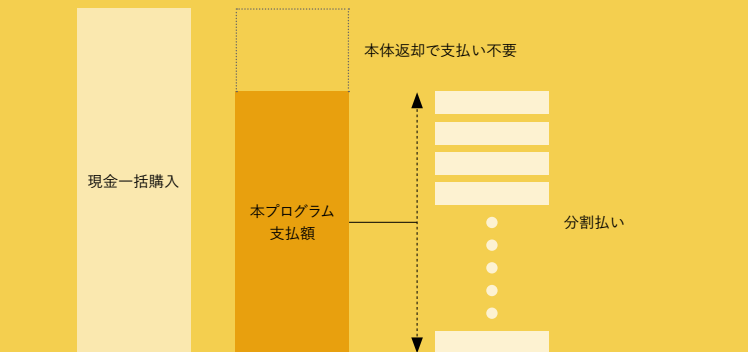 本体返却で支払い不要
現金一括購入
本プログラム
支払額
分割払い